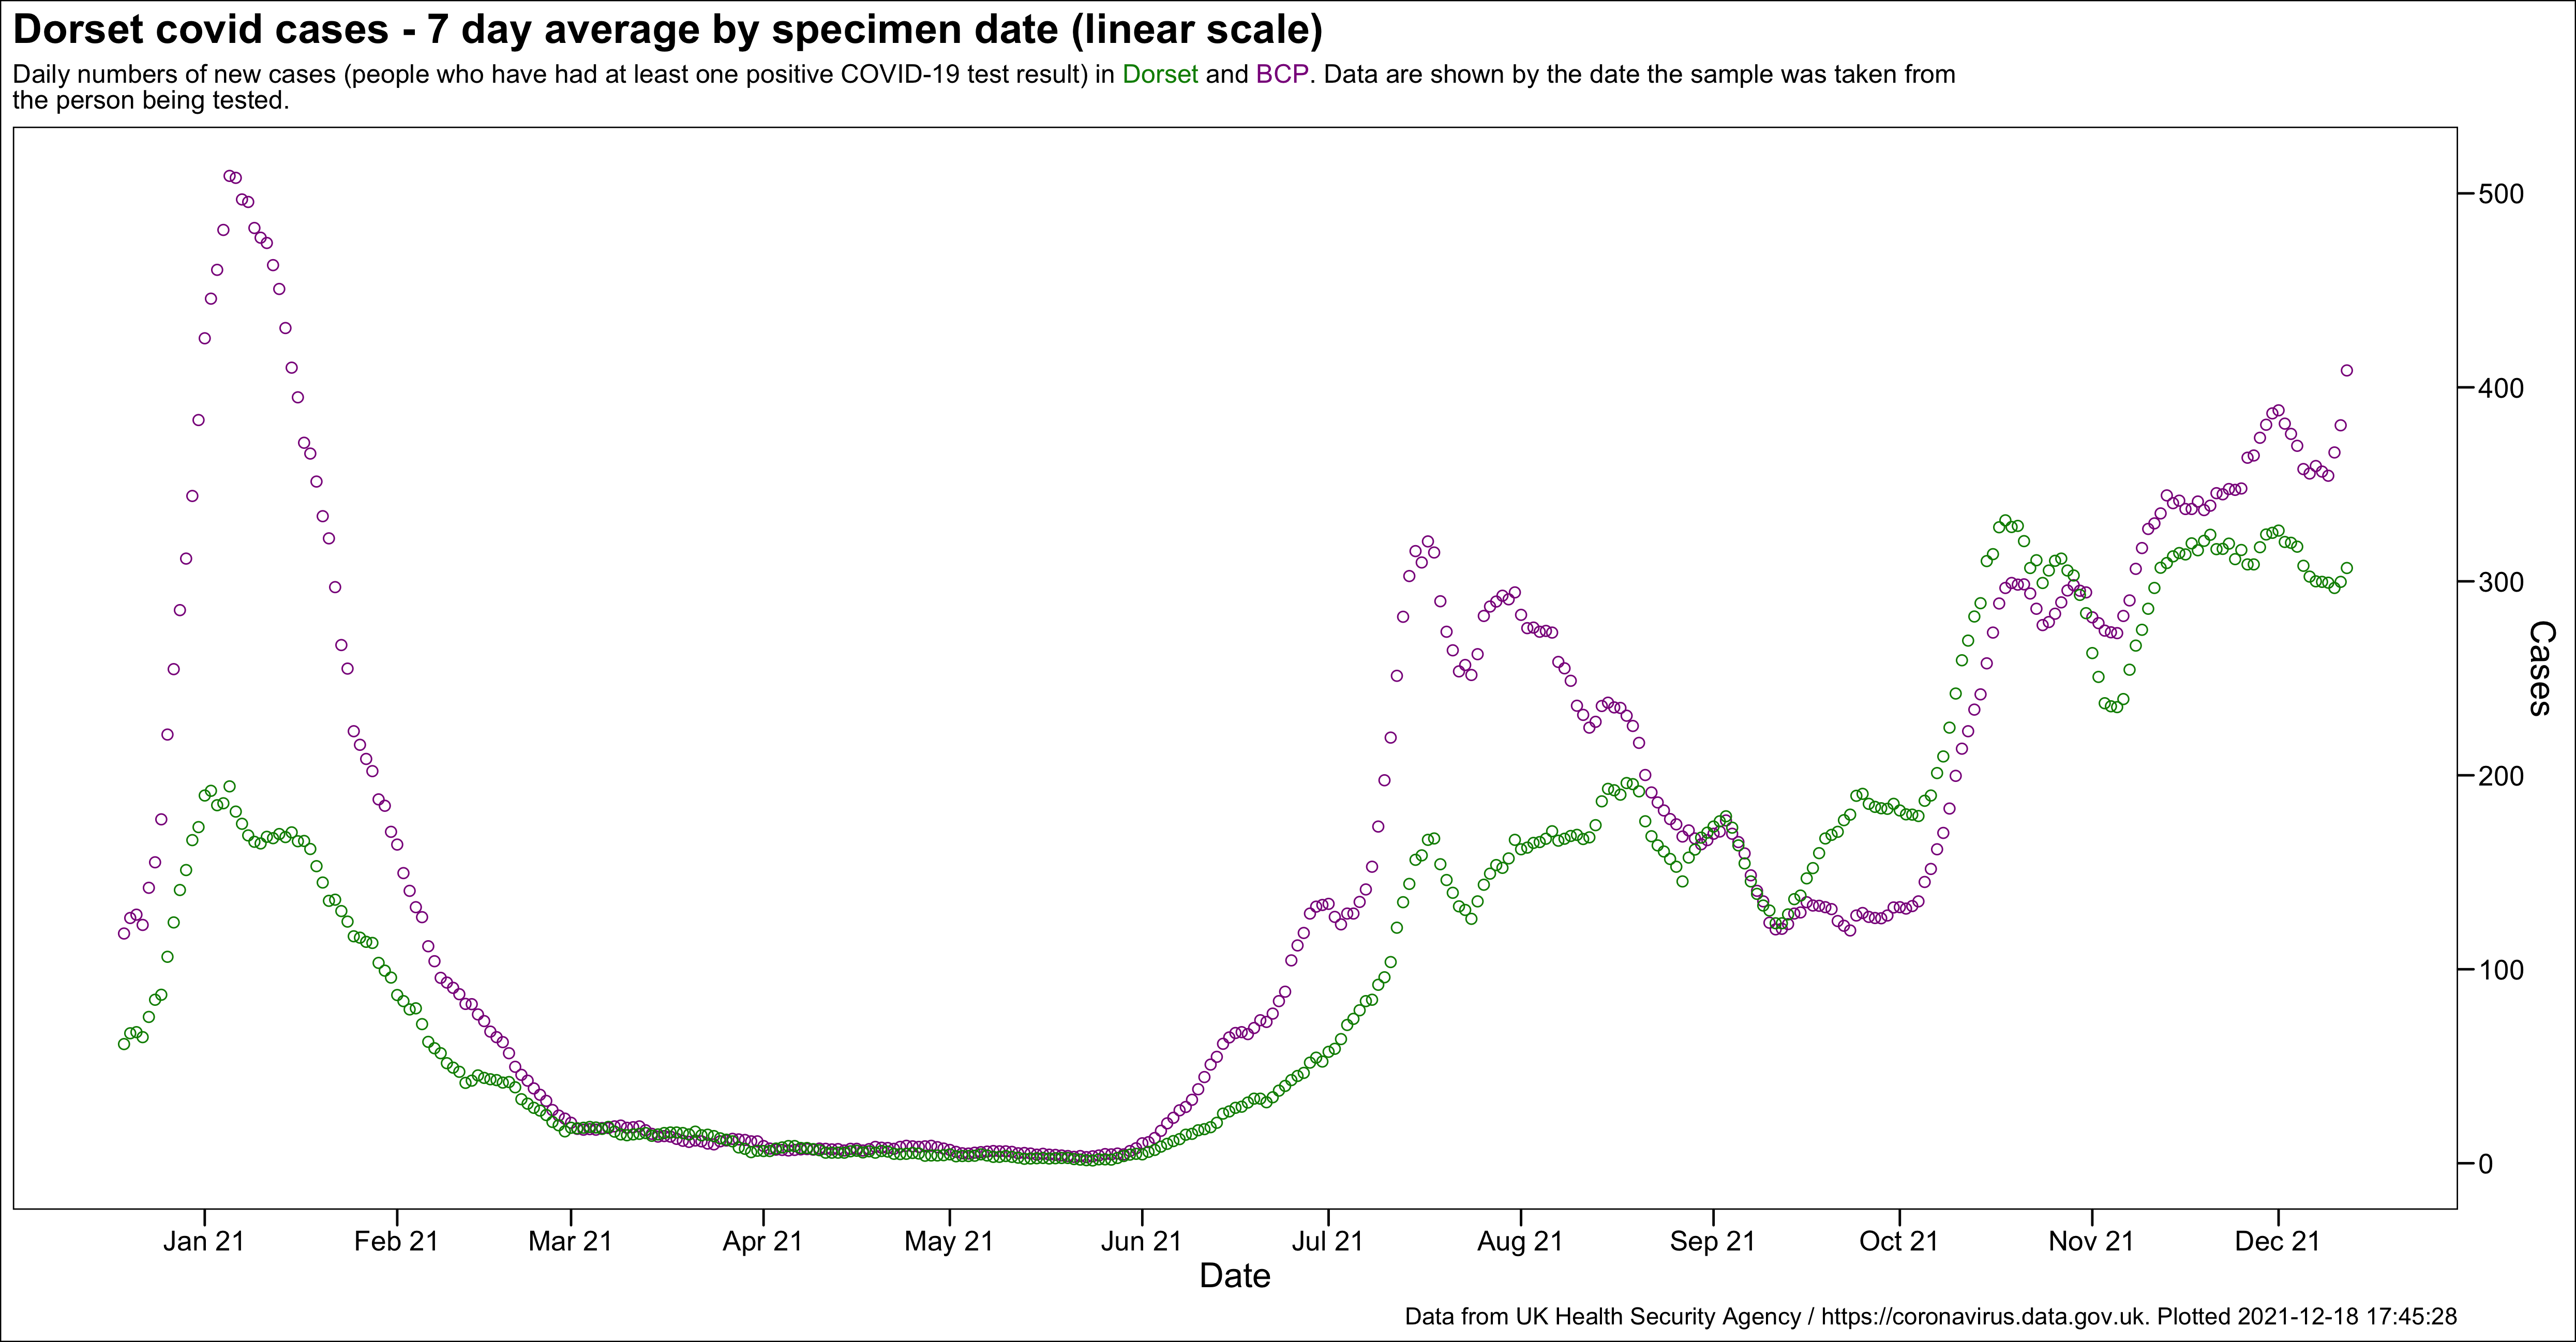 Dorset covid cases - 7 day average by specimen date (linear scale)
Daily numbers of new cases (people who have had at least one positive COVID-19 test result) in Dorset and BCP. Data are shown by the date the sample was taken from
the person being tested.
500
400
300
200
100
0
Cases
Jan 21 Feb 21 Mar 21 Apr 21 May 21 Jun 21 Jul 21 Aug 21 Sep 21 Oct 21 Nov 21 Dec 21
Date
Data from UK Health Security Agency / https://coronavirus.data.gov.uk. Plotted 2021-12-18 17:45:28